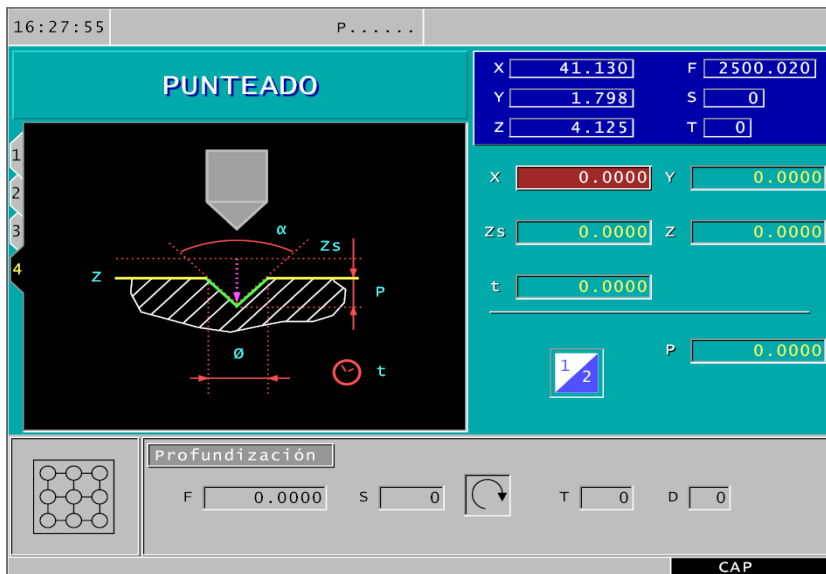 16:27:55 P......
PUNTEADO
X 41.130 F 2500.020
Y 1.798 S 0
Z 4.125 T 0
1
2
3
4
α
Zs
Z
P
Ø
t
X 0.0000 Y 0.0000
Zs 0.0000 Z 0.0000
t 0.0000
1
2
P 0.0000
Profundización
F 0.0000 S 0 T 0 D 0
CAP